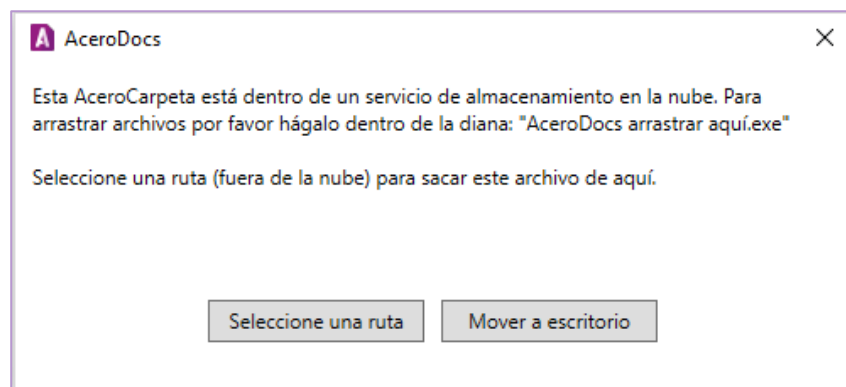 AceroDocs
Esta AceroCarpeta está dentro de un servicio de almacenamiento en la nube. Para
arrastrar archivos por favor hágalo dentro de la diana: "AceroDocs arrastrar aquí.exe"
Seleccione una ruta (fuera de la nube) para sacar este archivo de aquí.
Seleccione una ruta
Mover a escritorio